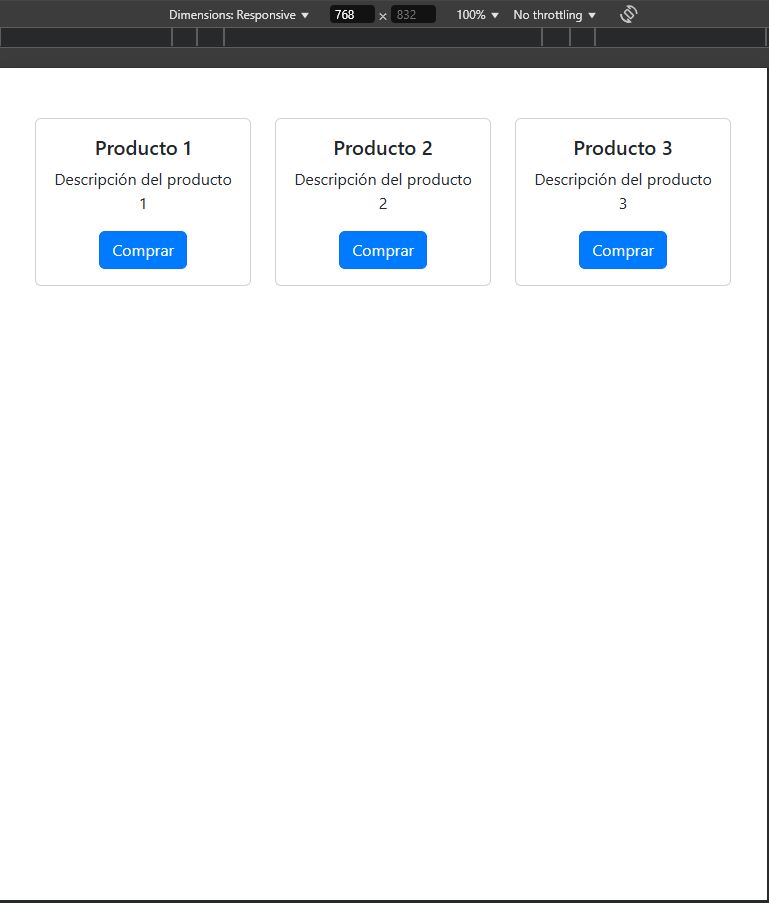 Dimensions: Responsive 768 × 832 100% No throttling
Producto 1
Descripción del producto
1
Comprar
Producto 2
Descripción del producto
2
Comprar
Producto 3
Descripción del producto
3
Comprar